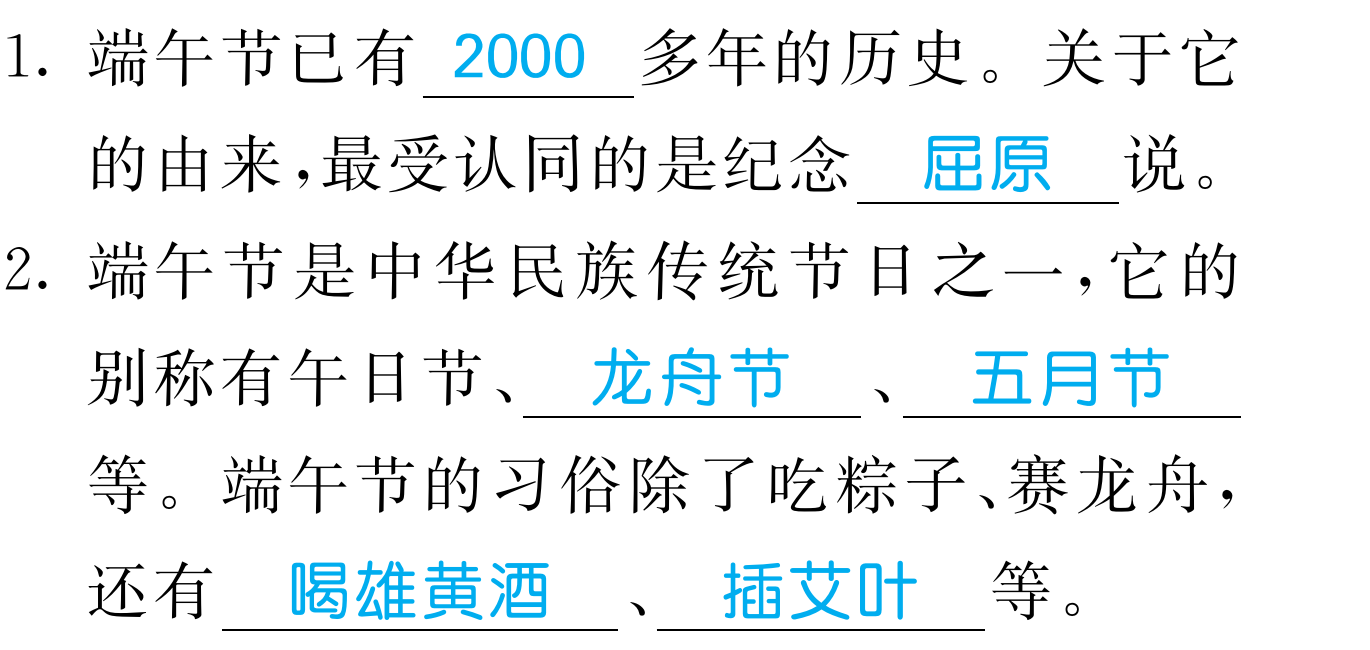 1. 端午节已有 2000 多年的历史。关于它
的由来,最受认同的是纪念 屈原 说。
2. 端午节是中华民族传统节日之一,它的
别称有午日节、 龙舟节 、 五月节
等。端午节的习俗除了吃粽子、赛龙舟,
还有 喝雄黄酒 、 插艾叶 等。